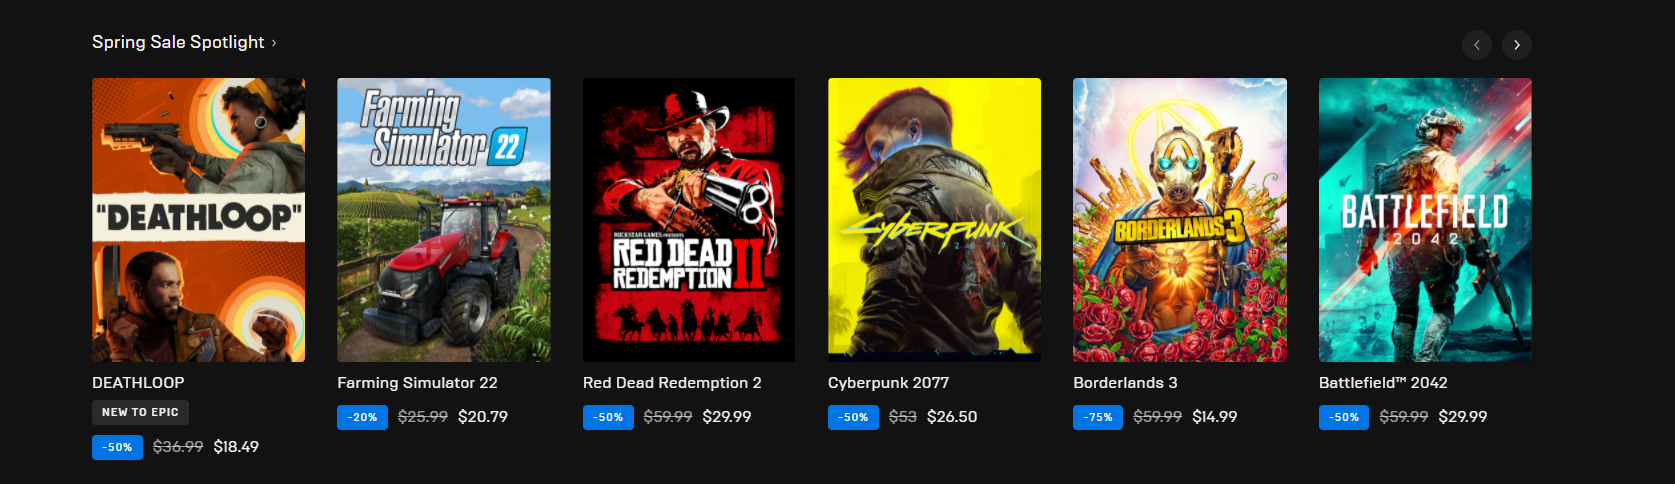 Spring Sale Spotlight
"DEATHLOOP"
DEATHLOOP
NEW TO EPIC
-50% $36.99 $18.49
Farming
Simulator 22
Farming Simulator 22
-20% $25.99 $20.79
ROCKSTAR GAMES PRESENTS
RED DEAD
REDEMPTION II
Red Dead Redemption 2
-50% $59.99 $29.99
CYBERPUNK
2077
Cyberpunk 2077
-50% $53 $26.50
BORDERLANDS 3
Borderlands 3
-75% $59.99 $14.99
BATTLEFIELD
2042
Battlefield™ 2042
-50% $59.99 $29.99